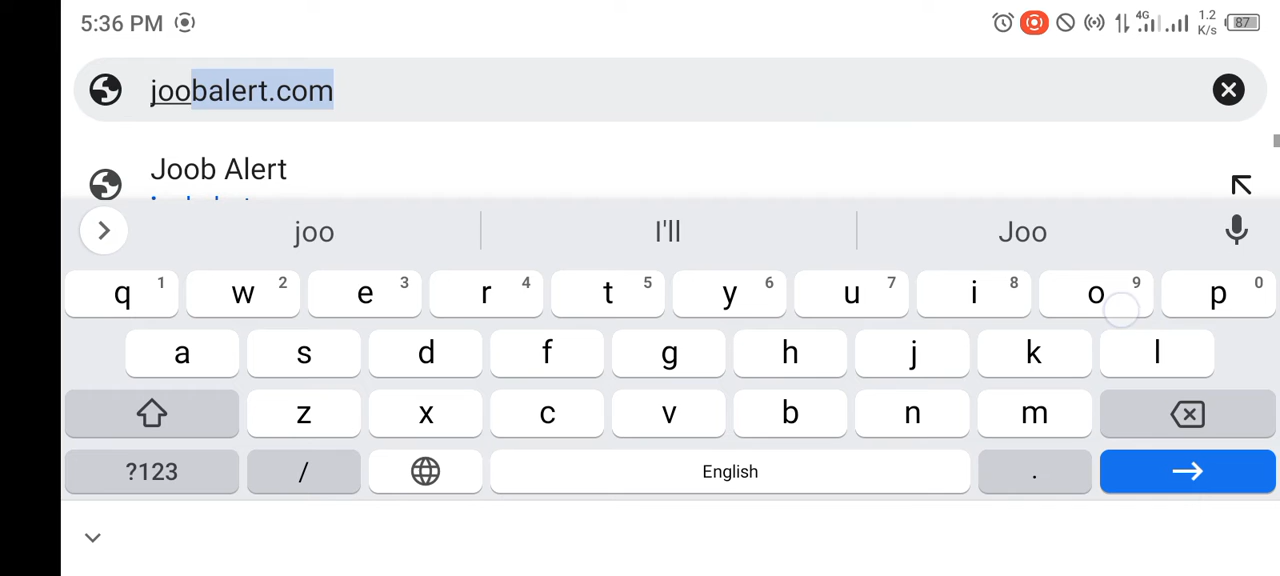 5:36 PM 4G 1.2 K/s 87
joobalert.com
Joob Alert
joo I'll Joo
q 1 w 2 e 3 r 4 t 5 y 6 u 7 i 8 o 9 p 0
a s d f g h j k l
z x c v b n m
?123 / English .